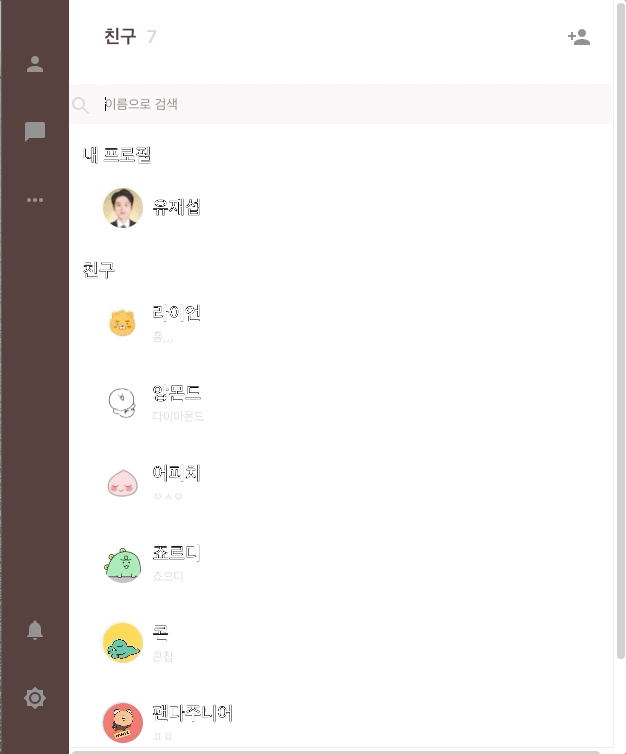 친구 7
이름으로 검색
내 프로필
유재섭
친구
라이언
흠,,,
앙몬드
다이아몬드
어피치
ㅇㅅㅇ
죠르디
죠으디
콘
콘칩
팬다주니어
ㅍㅍ